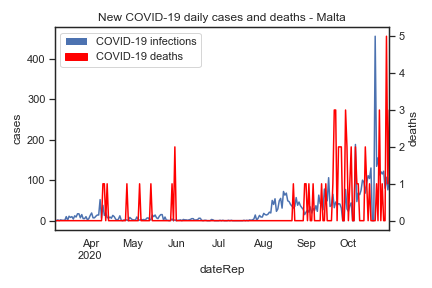 New COVID-19 daily cases and deaths - Malta
COVID-19 infections
COVID-19 deaths
400
300
200
100
0
cases
5
4
3
2
1
0
deaths
Apr May Jun Jul Aug Sep Oct
2020
dateRep